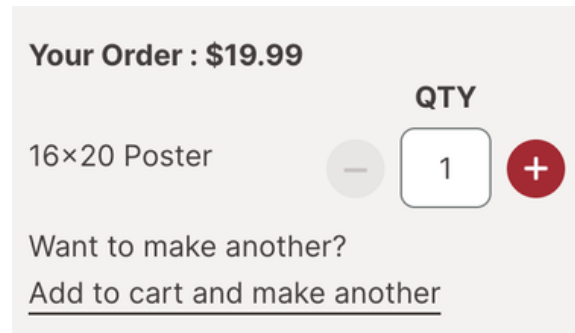 Your Order : $19.99
QTY
16×20 Poster
− 1 +
Want to make another?
Add to cart and make another